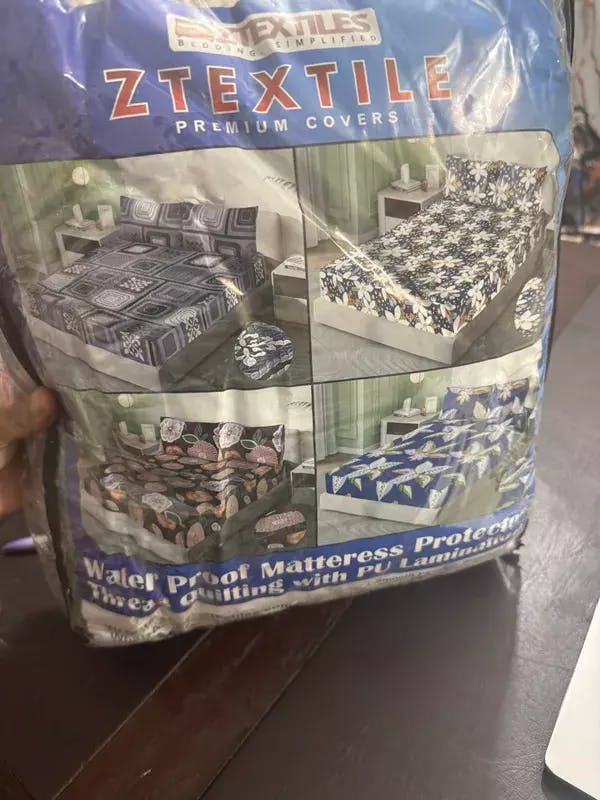 ZTEXTILES
BEDDING SIMPLIFIED
ZTEXTILE
PREMIUM COVERS
Water Proof Matteress Protector
Thread Quilting with PU Lamination